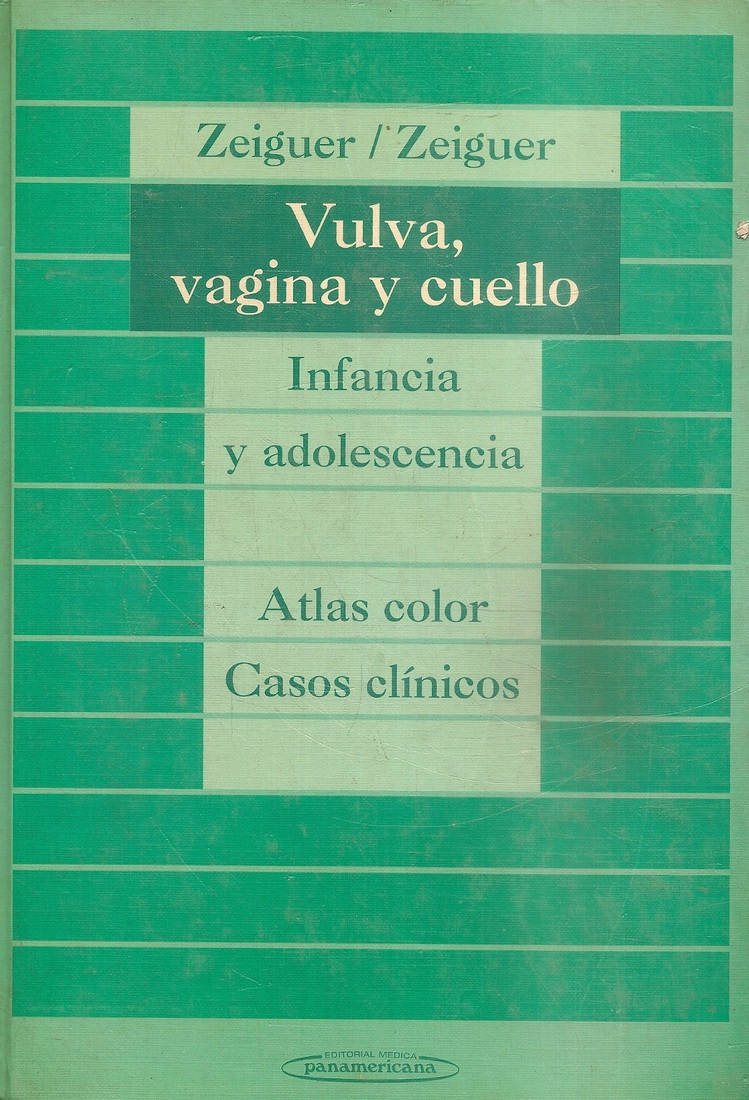 Zeiguer / Zeiguer
Vulva,
vagina y cuello
Infancia
y adolescencia
Atlas color
Casos clínicos
EDITORIAL MEDICA
panamericana